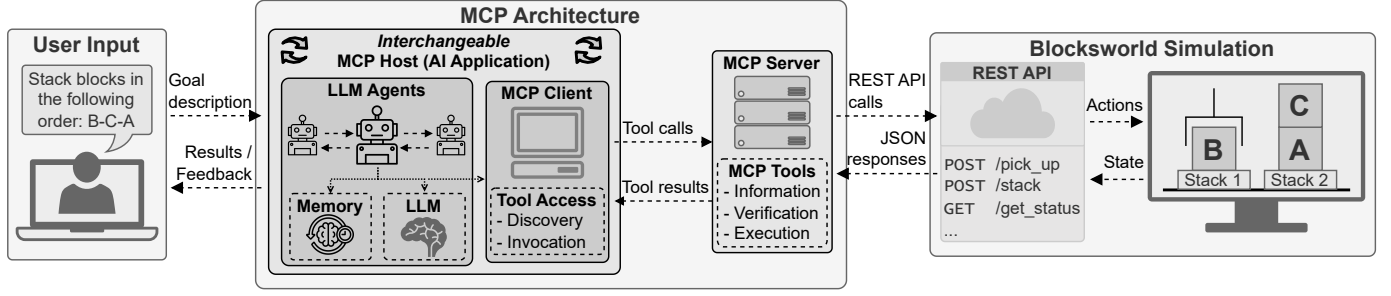 User Input
Stack blocks in
the following
order: B-C-A
Goal
description
Results /
Feedback
MCP Architecture
Interchangeable
MCP Host (AI Application)
LLM Agents
Memory
LLM
MCP Client
Tool Access
- Discovery
- Invocation
Tool calls
Tool results
MCP Server
MCP Tools
- Information
- Verification
- Execution
REST API
calls
JSON
responses
Blocksworld Simulation
REST API
POST /pick_up
POST /stack
GET /get_status
...
Actions
State
C
B
A
Stack 1
Stack 2